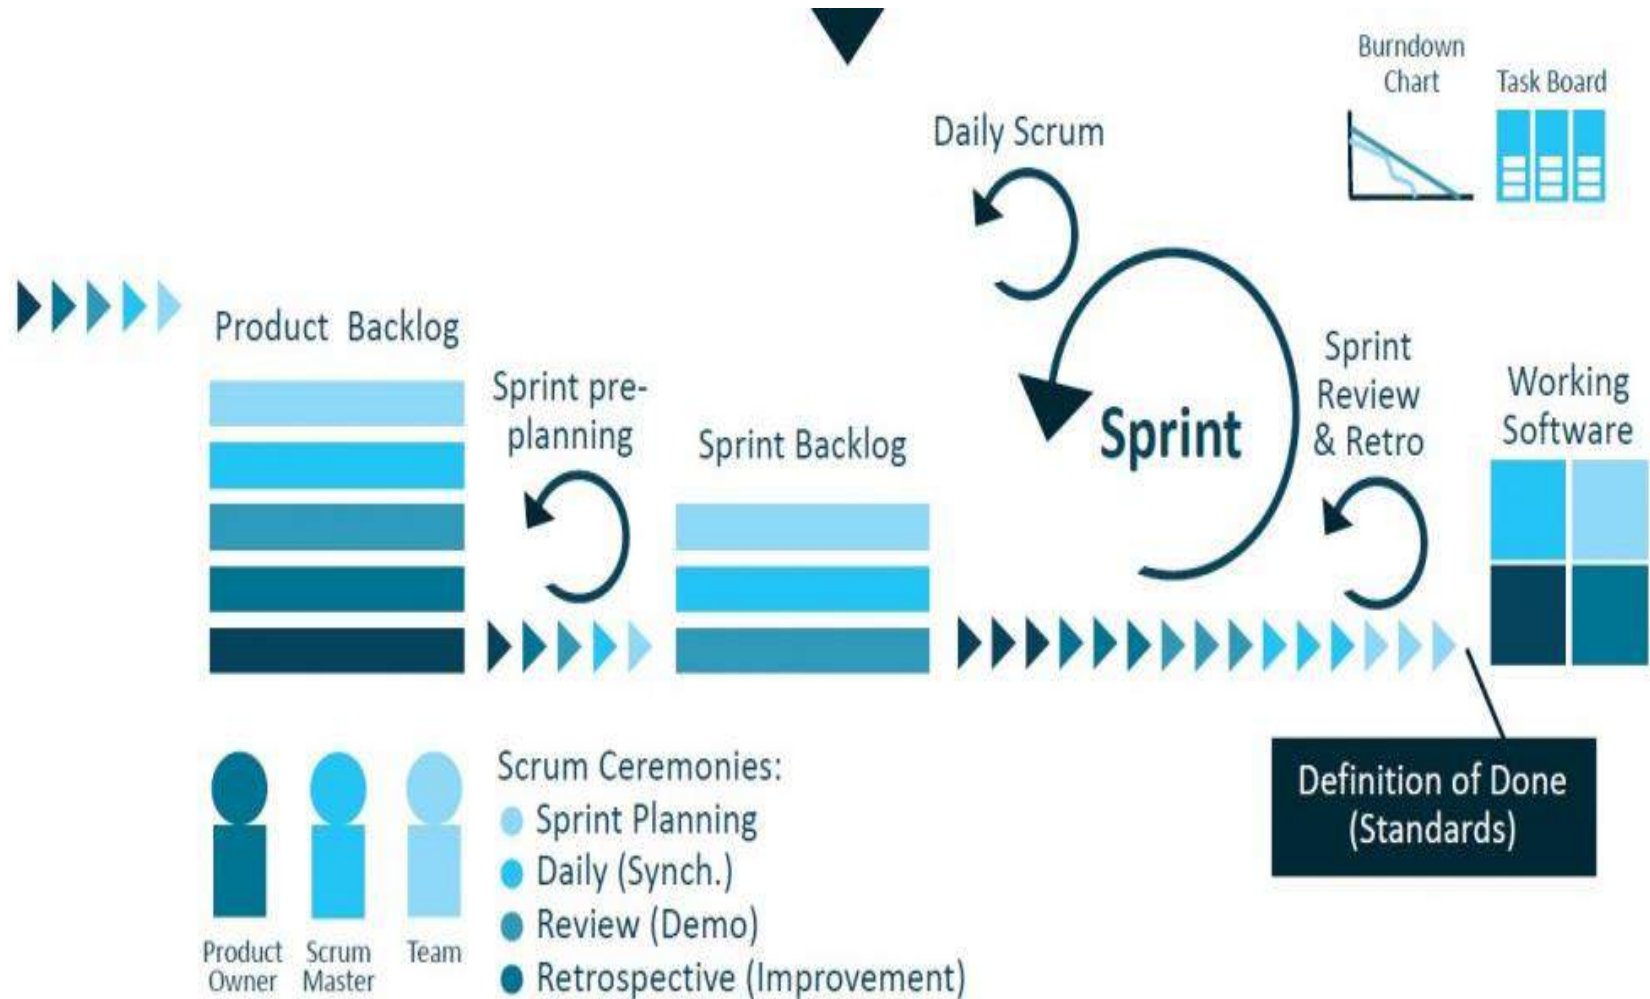 Burndown
Chart
Task Board
Daily Scrum
Product Backlog
Sprint pre-
planning
Sprint Backlog
Sprint
Sprint
Review
& Retro
Working
Software
Definition of Done
(Standards)
Product
Owner
Scrum
Master
Team
Scrum Ceremonies:
Sprint Planning
Daily (Synch.)
Review (Demo)
Retrospective (Improvement)